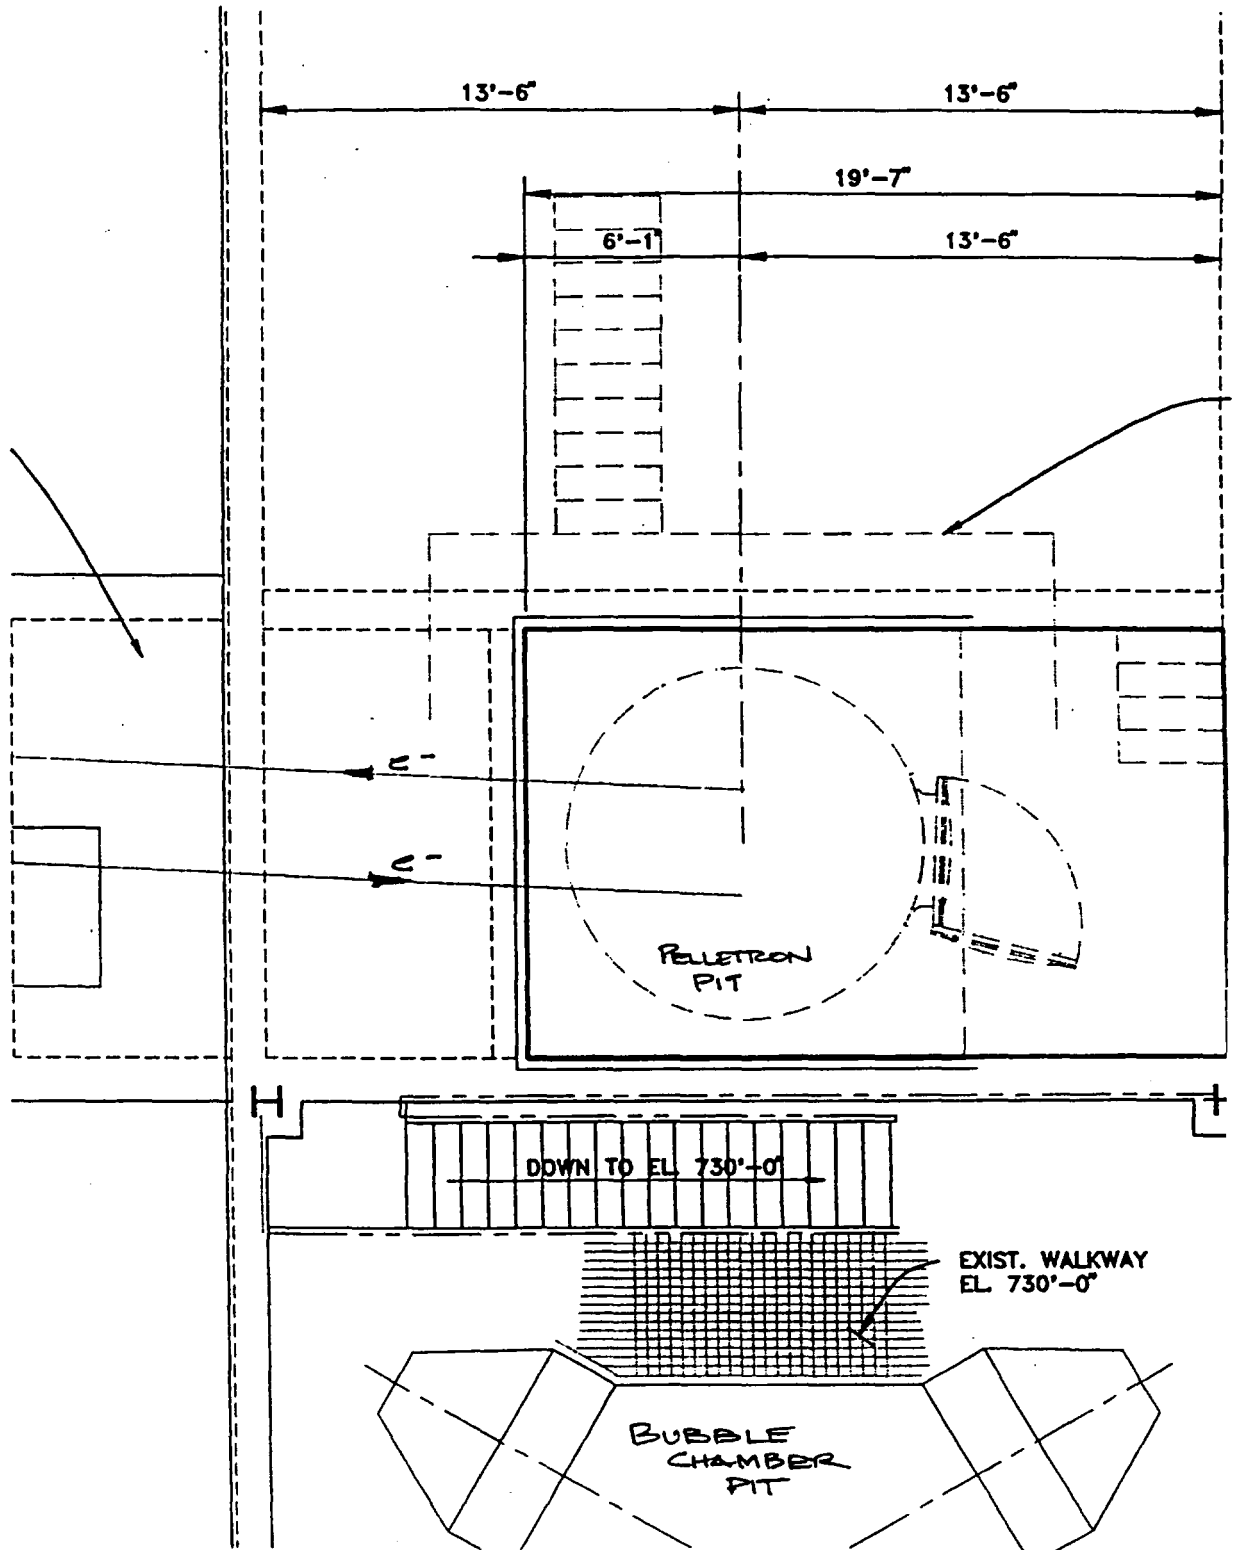 13'-6"
13'-6"
19'-7"
6'-1"
13'-6"
e-
e-
PELLETRON
PIT
DOWN TO EL. 730'-0"
EXIST. WALKWAY
EL. 730'-0"
BUBBLE
CHAMBER
PIT